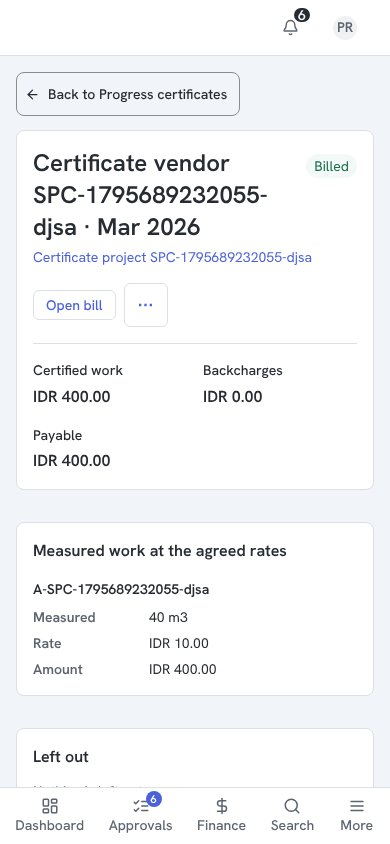 6
PR
← Back to Progress certificates
Certificate vendor
SPC-1795689232055-
djsa · Mar 2026
Billed
Certificate project SPC-1795689232055-djsa
Open bill
···
Certified work
Backcharges
IDR 400.00
IDR 0.00
Payable
IDR 400.00
Measured work at the agreed rates
A-SPC-1795689232055-djsa
Measured 40 m3
Rate IDR 10.00
Amount IDR 400.00
Left out
6
Dashboard Approvals Finance Search More